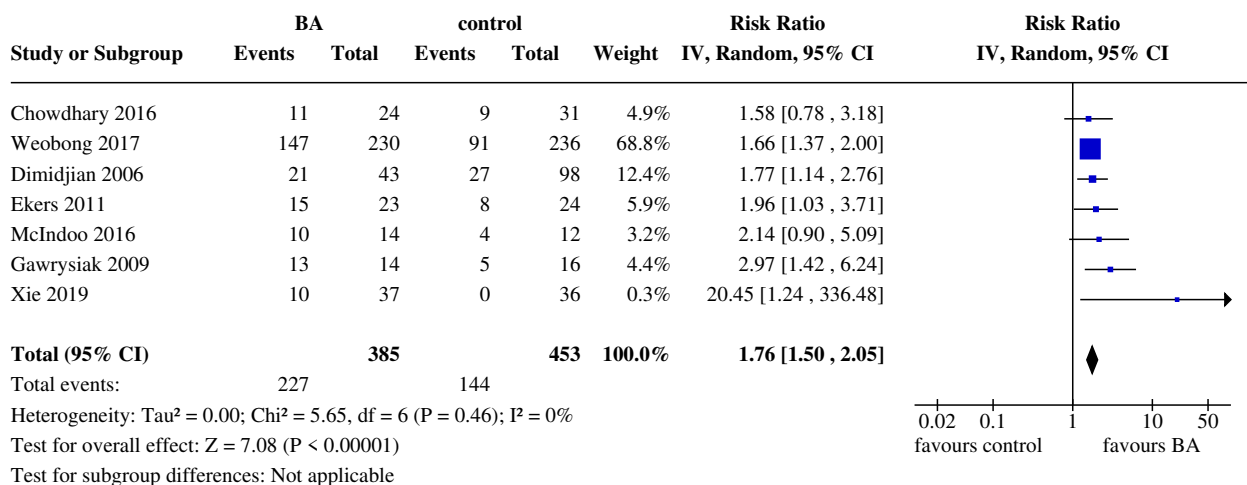 BA control Risk Ratio Risk Ratio
Study or Subgroup Events Total Events Total Weight IV, Random, 95% CI IV, Random, 95% CI
Chowdhary 2016 11 24 9 31 4.9% 1.58 [0.78 , 3.18]
Weobong 2017 147 230 91 236 68.8% 1.66 [1.37 , 2.00]
Dimidjian 2006 21 43 27 98 12.4% 1.77 [1.14 , 2.76]
Ekers 2011 15 23 8 24 5.9% 1.96 [1.03 , 3.71]
McIndoo 2016 10 14 4 12 3.2% 2.14 [0.90 , 5.09]
Gawrysiak 2009 13 14 5 16 4.4% 2.97 [1.42 , 6.24]
Xie 2019 10 37 0 36 0.3% 20.45 [1.24 , 336.48]
Total (95% CI) 385 453 100.0% 1.76 [1.50 , 2.05]
Total events: 227 144
Heterogeneity: Tau² = 0.00; Chi² = 5.65, df = 6 (P = 0.46); I² = 0%
Test for overall effect: Z = 7.08 (P < 0.00001)
Test for subgroup differences: Not applicable
0.02 0.1 1 10 50
favours control favours BA